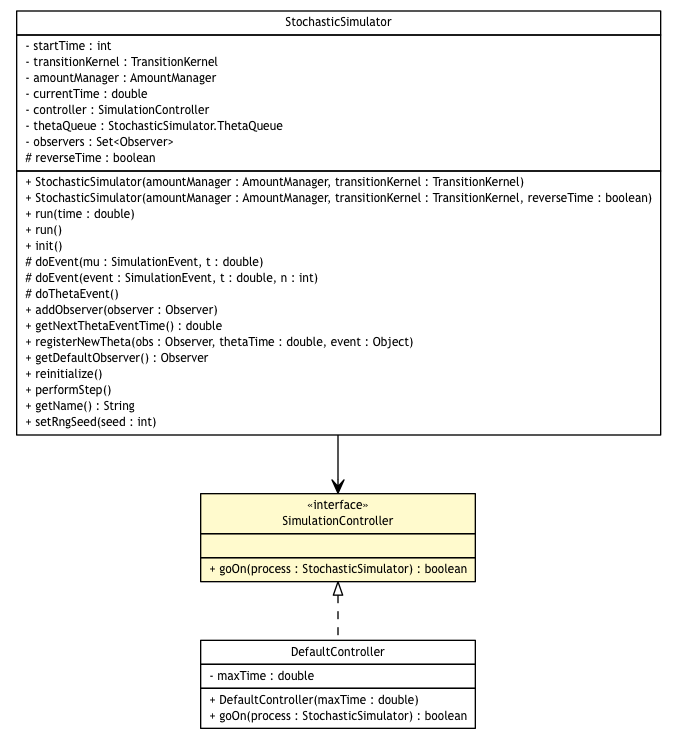 StochasticSimulator
- startTime : int
- transitionKernel : TransitionKernel
- amountManager : AmountManager
- currentTime : double
- controller : SimulationController
- thetaQueue : StochasticSimulator.ThetaQueue
- observers : Set<Observer>
# reverseTime : boolean
+ StochasticSimulator(amountManager : AmountManager, transitionKernel : TransitionKernel)
+ StochasticSimulator(amountManager : AmountManager, transitionKernel : TransitionKernel, reverseTime : boolean)
+ run(time : double)
+ run()
+ init()
# doEvent(mu : SimulationEvent, t : double)
# doEvent(event : SimulationEvent, t : double, n : int)
# doThetaEvent()
+ addObserver(observer : Observer)
+ getNextThetaEventTime() : double
+ registerNewTheta(obs : Observer, thetaTime : double, event : Object)
+ getDefaultObserver() : Observer
+ reinitialize()
+ performStep()
+ getName() : String
+ setRngSeed(seed : int)
«interface»
SimulationController
+ goOn(process : StochasticSimulator) : boolean
DefaultController
- maxTime : double
+ DefaultController(maxTime : double)
+ goOn(process : StochasticSimulator) : boolean